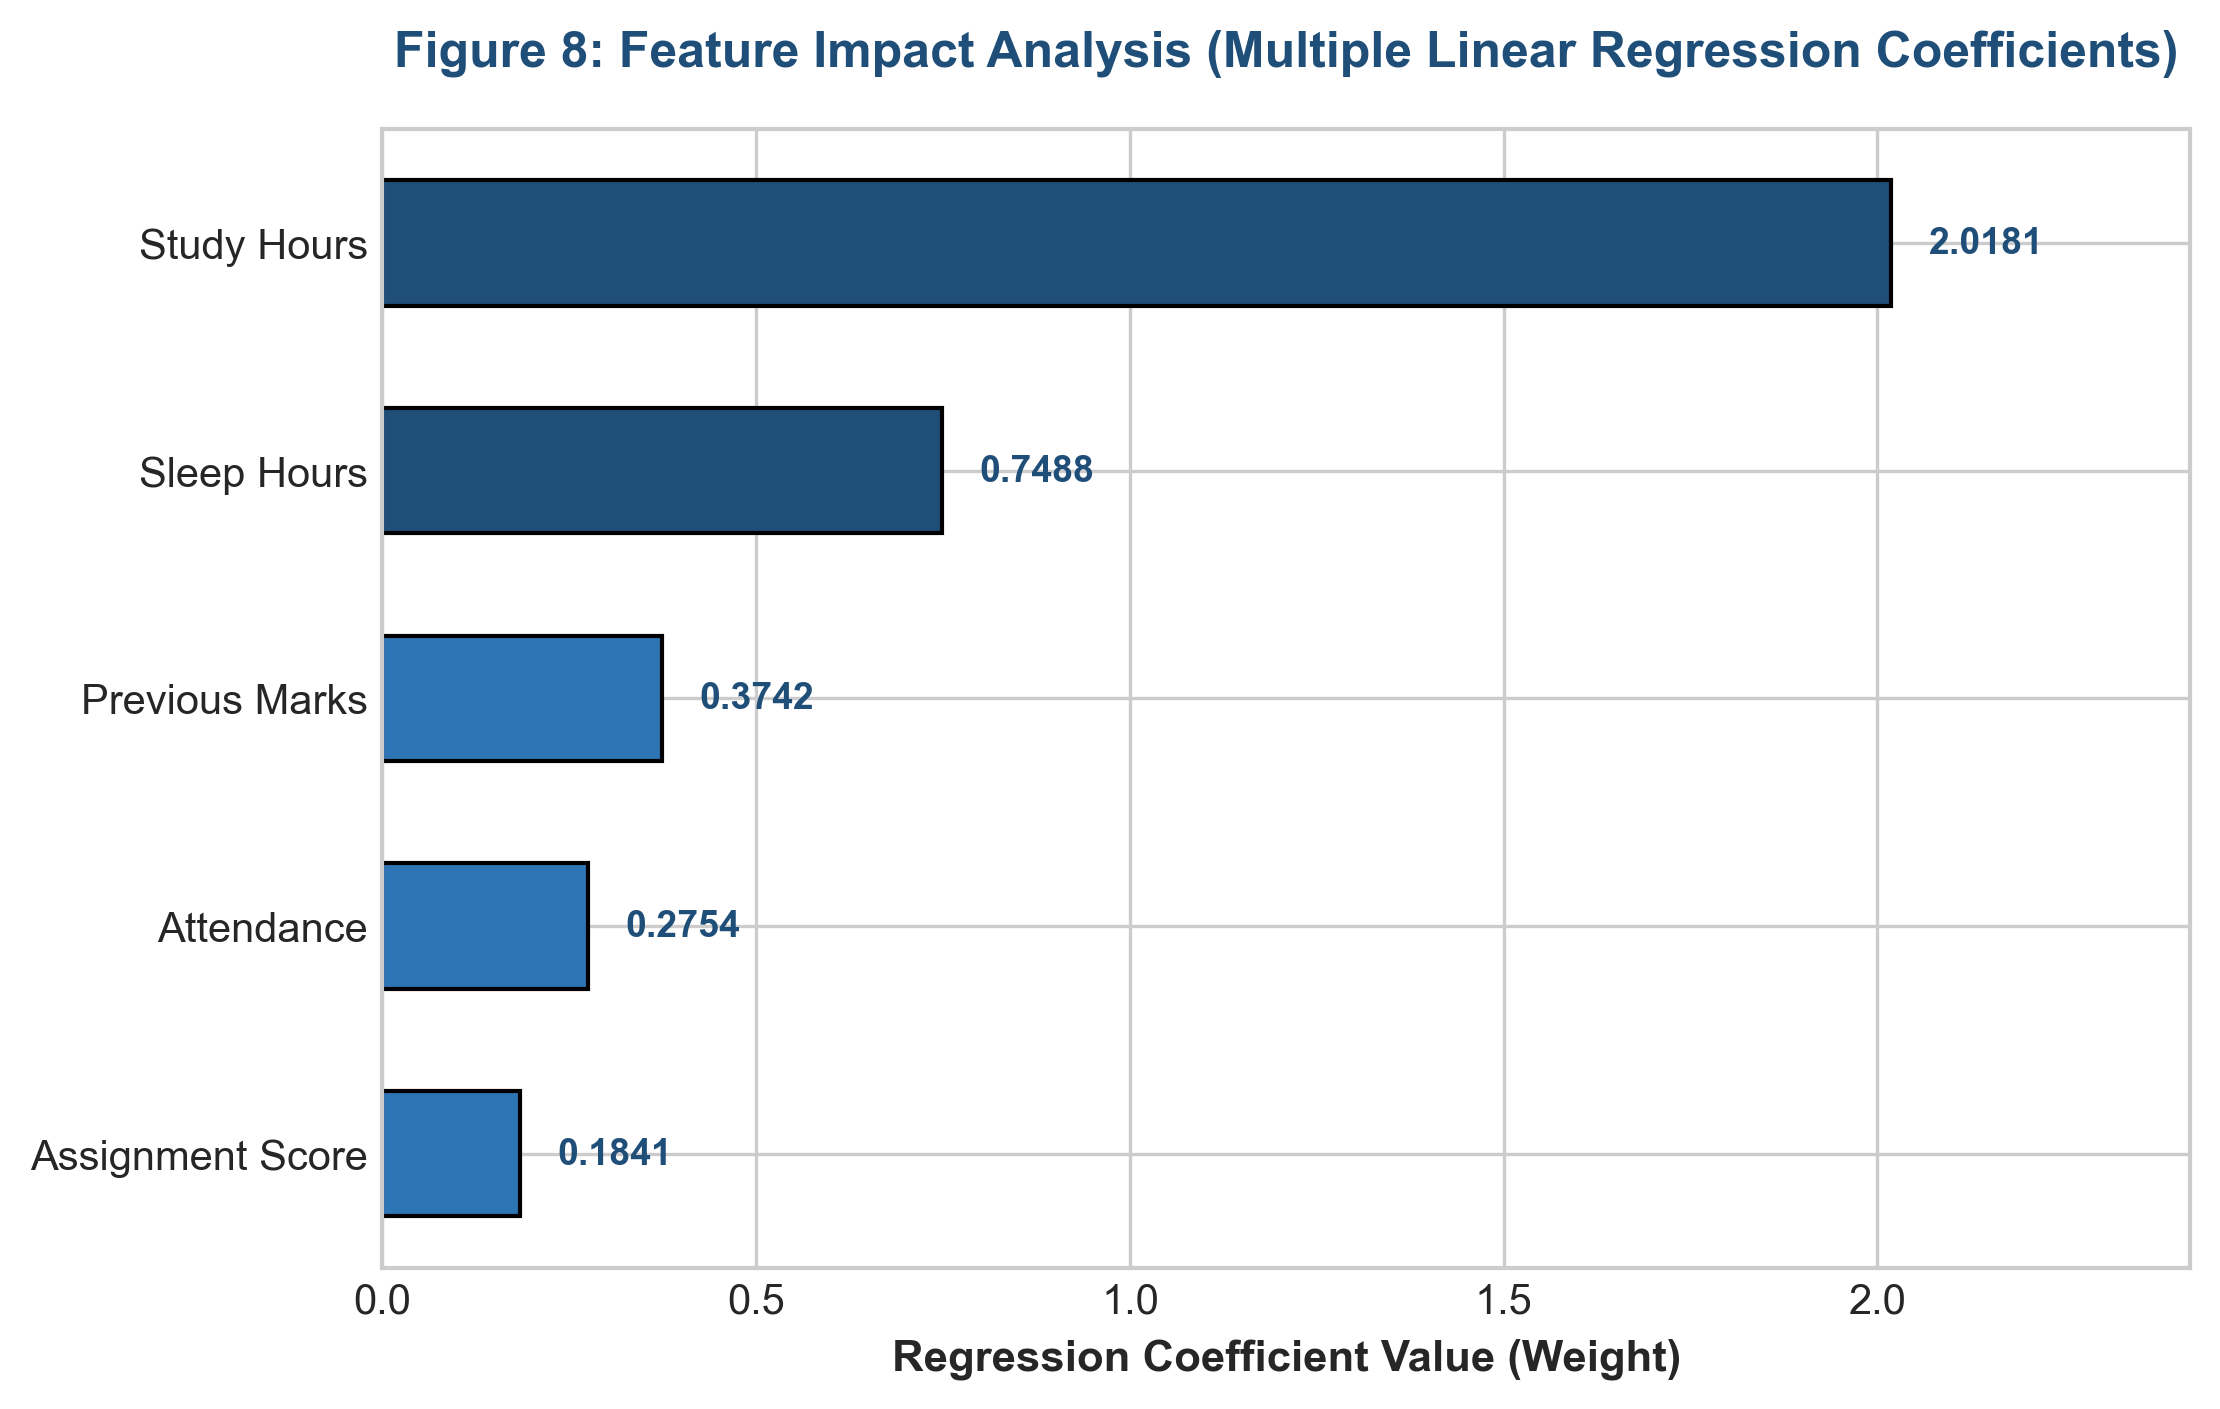 Figure 8: Feature Impact Analysis (Multiple Linear Regression Coefficients)
Study Hours
2.0181
Sleep Hours
0.7488
Previous Marks
0.3742
Attendance
0.2754
Assignment Score
0.1841
0.0 0.5 1.0 1.5 2.0
Regression Coefficient Value (Weight)